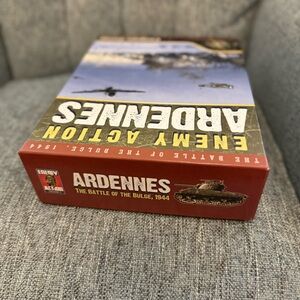 ENEMY ACTION
ARDENNES
THE BATTLE OF THE BULGE, 1944
ENEMY
ACTION
ARDENNES
THE BATTLE OF THE BULGE, 1944